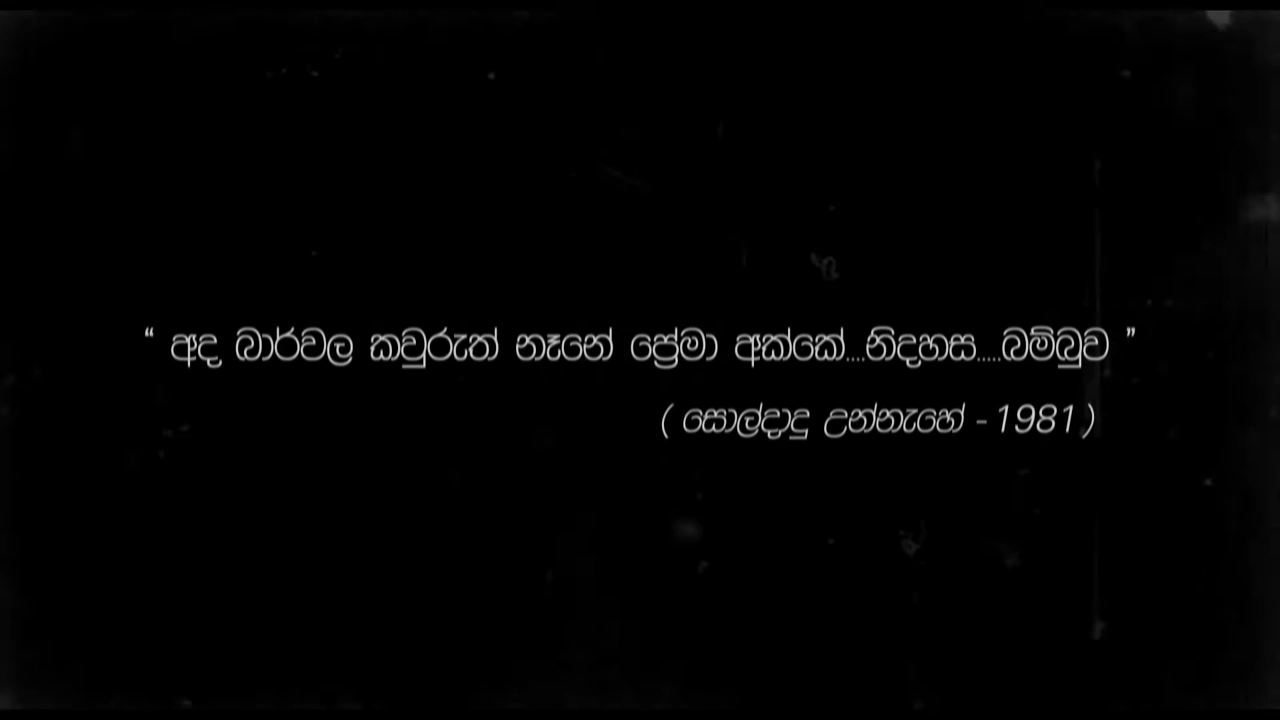 “ අද බාර්වල කවුරුත් නෑනේ ප්‍රේමා අක්කේ....නිදහස.....බම්බුව ”
( සොල්දාදු උන්නැහේ - 1981 )